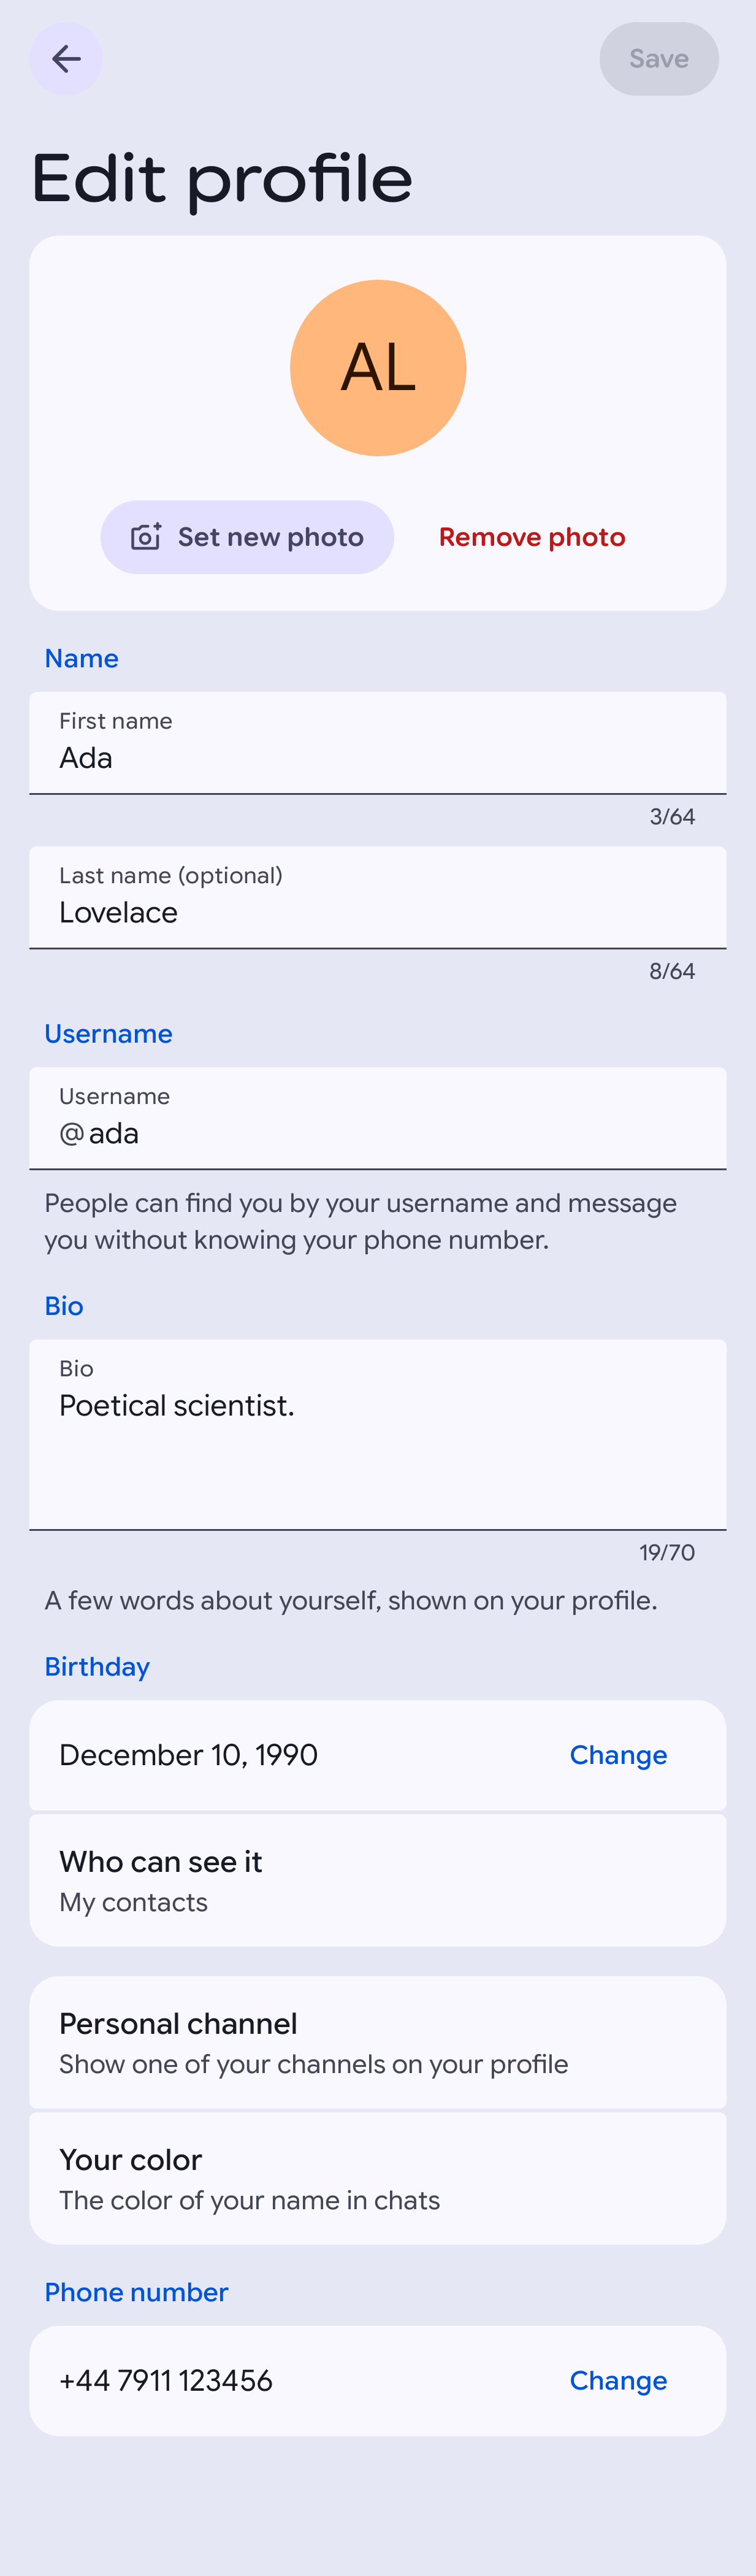 Save
Edit profile
AL
Set new photo
Remove photo
Name
First name
Ada
3/64
Last name (optional)
Lovelace
8/64
Username
Username
@ada
People can find you by your username and message
you without knowing your phone number.
Bio
Bio
Poetical scientist.
19/70
A few words about yourself, shown on your profile.
Birthday
December 10, 1990
Change
Who can see it
My contacts
Personal channel
Show one of your channels on your profile
Your color
The color of your name in chats
Phone number
+44 7911 123456
Change